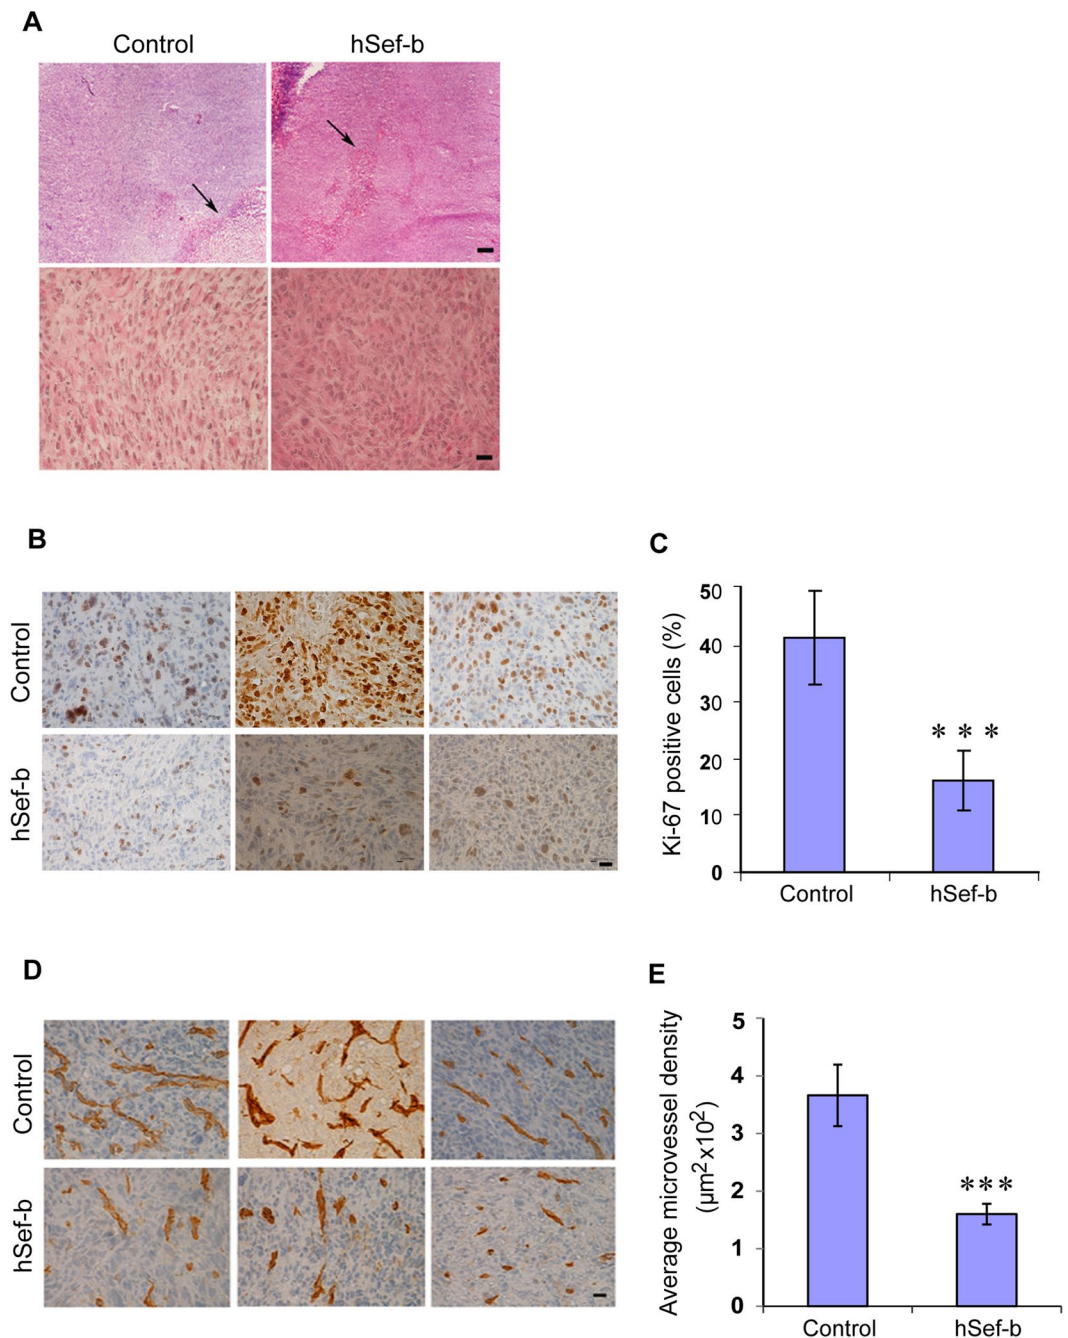 A
Control hSef-b
B
Control
hSef-b
C
Ki-67 positive cells (%)
50
40
30
20
10
0
* * *
Control hSef-b
D
Control
hSef-b
E
Average microvessel density
(µm²x10²)
5
4
3
2
1
0
***
Control hSef-b